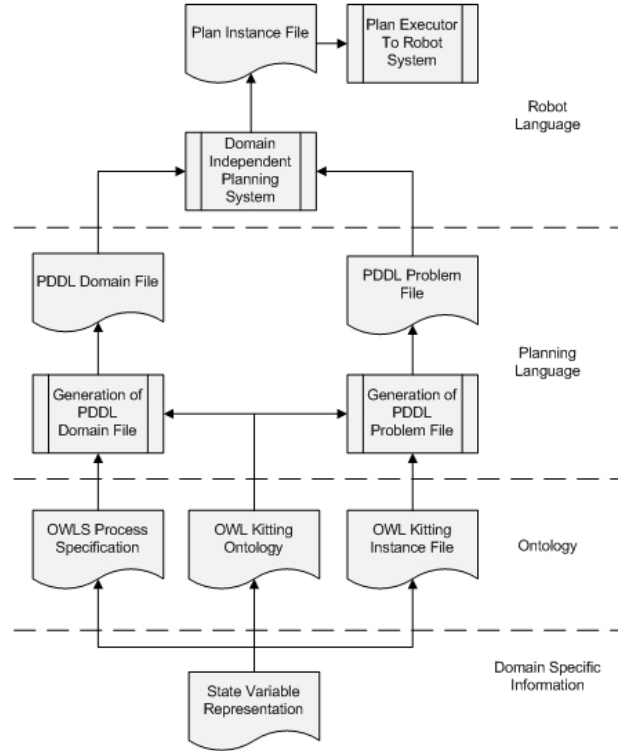 Plan Instance File
Plan Executor
To Robot
System
Robot
Language
Domain
Independent
Planning
System
PDDL Domain File
PDDL Problem
File
Planning
Language
Generation of
PDDL
Domain File
Generation of
PDDL
Problem File
OWLS Process
Specification
OWL Kitting
Ontology
OWL Kitting
Instance File
Ontology
Domain Specific
Information
State Variable
Representation